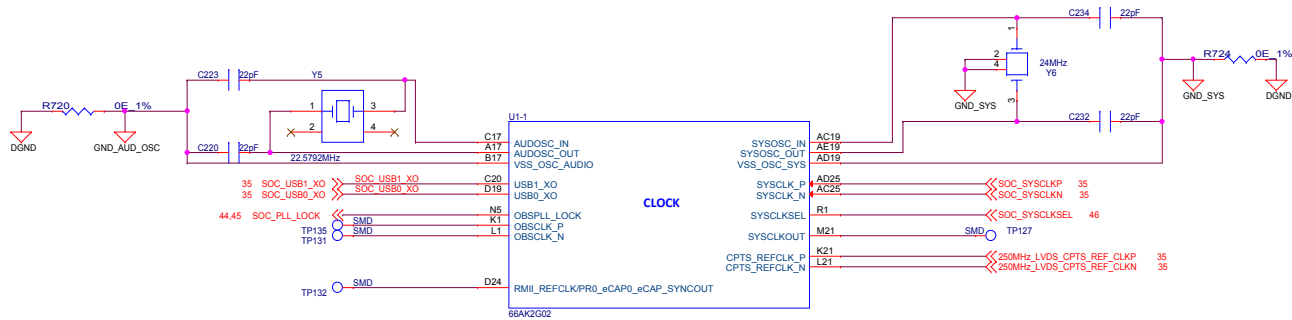 C234 22pF
1
2
4
24MHz
Y6
3
GND_SYS
R724 0E_1%
GND_SYS
DGND
C232 22pF
C223 22pF Y5
R720 0E_1%
DGND
GND_AUD_OSC
1 3
2 4
C220 22pF
22.5792MHz
U1-1
C17 AUDOSC_IN
A17 AUDOSC_OUT
B17 VSS_OSC_AUDIO
SYSOSC_IN AC19
SYSOSC_OUT AE19
VSS_OSC_SYS AD19
35 SOC_USB1_XO SOC_USB1_XO C20 USB1_XO
35 SOC_USB0_XO SOC_USB0_XO D19 USB0_XO
SYSCLK_P AD25 SOC_SYSCLKP 35
SYSCLK_N AC25 SOC_SYSCLKN 35
CLOCK
44,45 SOC_PLL_LOCK N5 OBSPLL_LOCK
SYSCLKSEL R1 SOC_SYSCLKSEL 46
TP135 SMD K1 OBSCLK_P
TP131 SMD L1 OBSCLK_N
SYSCLKOUT M21 SMD TP127
CPTS_REFCLK_P K21 250MHz_LVDS_CPTS_REF_CLKP 35
CPTS_REFCLK_N L21 250MHz_LVDS_CPTS_REF_CLKN 35
TP132 SMD D24 RMII_REFCLK/PR0_eCAP0_eCAP_SYNCOUT
66AK2G02